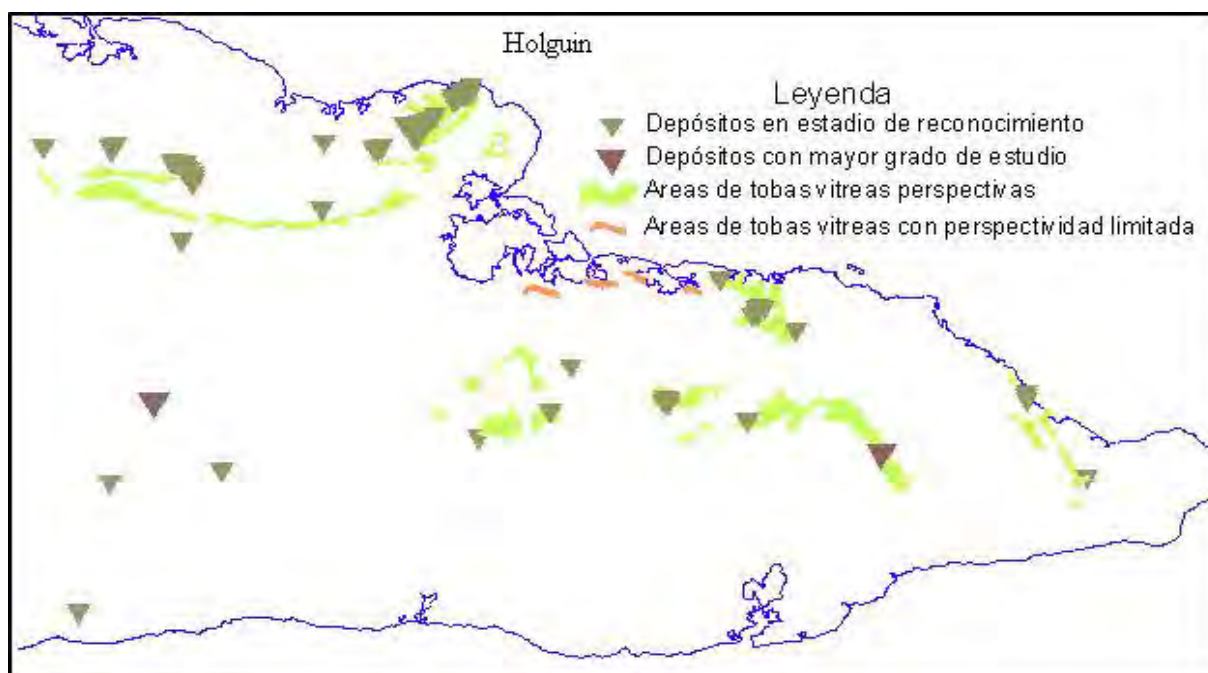 Holguin
Leyenda
Depósitos en estadio de reconocimiento
Depósitos con mayor grado de estudio
Areas de tobas vitreas perspectivas
Areas de tobas vitreas con perspectividad limitada